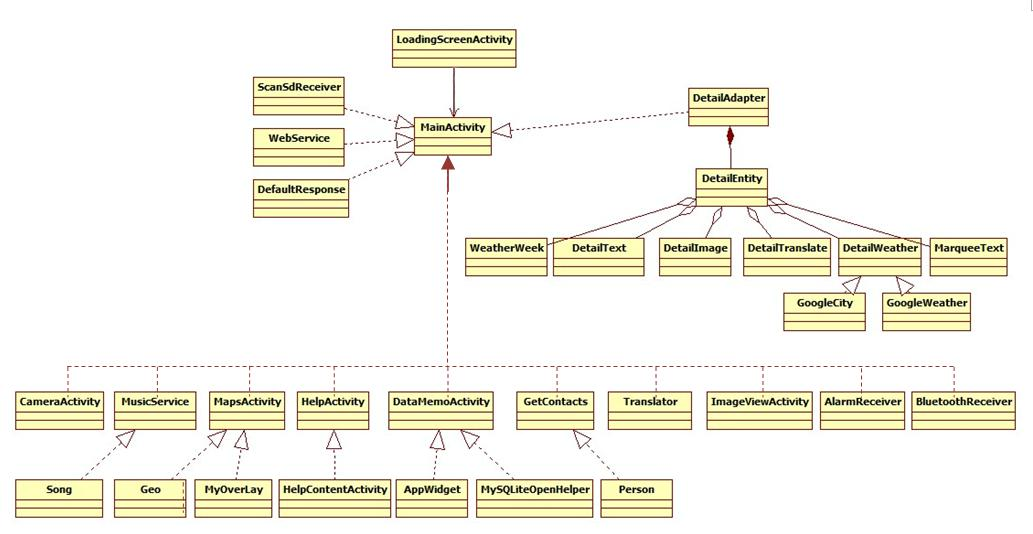 LoadingScreenActivity
ScanSdReceiver
DetailAdapter
MainActivity
WebService
DetailEntity
DefaultResponse
WeatherWeek DetailText DetailImage DetailTranslate DetailWeather MarqueeText
GoogleCity GoogleWeather
CameraActivity MusicService MapsActivity HelpActivity DataMemoActivity GetContacts Translator ImageViewActivity AlarmReceiver BluetoothReceiver
Song Geo MyOverLay HelpContentActivity AppWidget MySQLiteOpenHelper Person